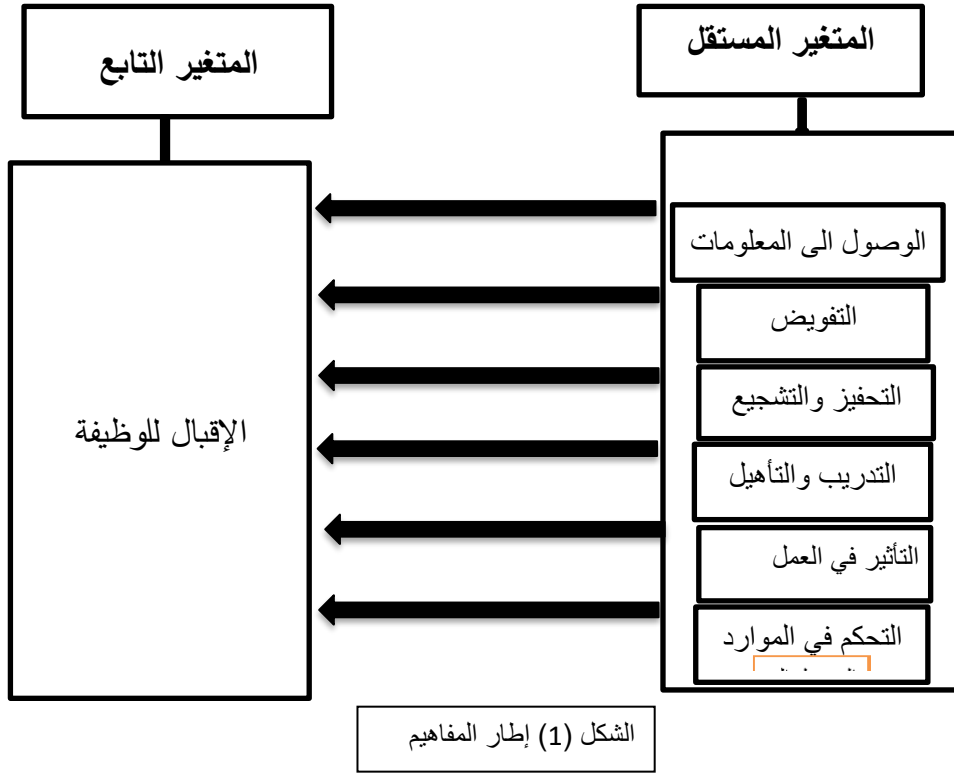 المتغير المستقل
المتغير التابع
الوصول الى المعلومات
التفويض
التحفيز والتشجيع
التدريب والتأهيل
التأثير في العمل
التحكم في الموارد
الإقبال للوظيفة
الشكل (1) إطار المفاهيم